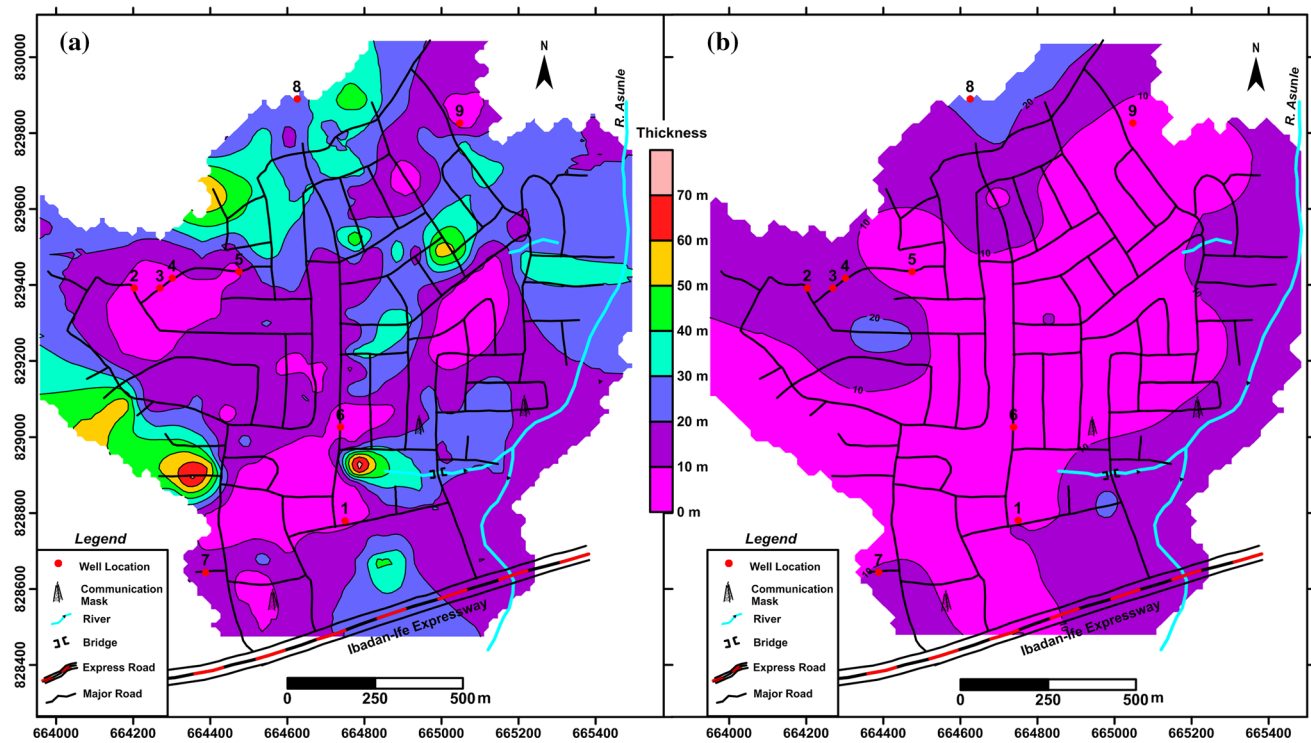 (a)
N
R. Asunle
8
9
5
4
2
3
6
1
7
Ibadan-Ife Expressway
Legend
Well Location
Communication
Mask
River
Bridge
Express Road
Major Road
0
250
500 m
830000
829800
829600
829400
829200
829000
828800
828600
828400
664000
664200
664400
664600
664800
665000
665200
665400
Thickness
70 m
60 m
50 m
40 m
30 m
20 m
10 m
0 m
(b)
N
R. Asunle
8
20
10
9
10
10
5
4
2
3
20
10
10
6
10
1
7
10
Ibadan-Ife Expressway
Legend
Well Location
Communication
Mask
River
Bridge
Express Road
Major Road
0
250
500 m
664000
664200
664400
664600
664800
665000
665200
665400